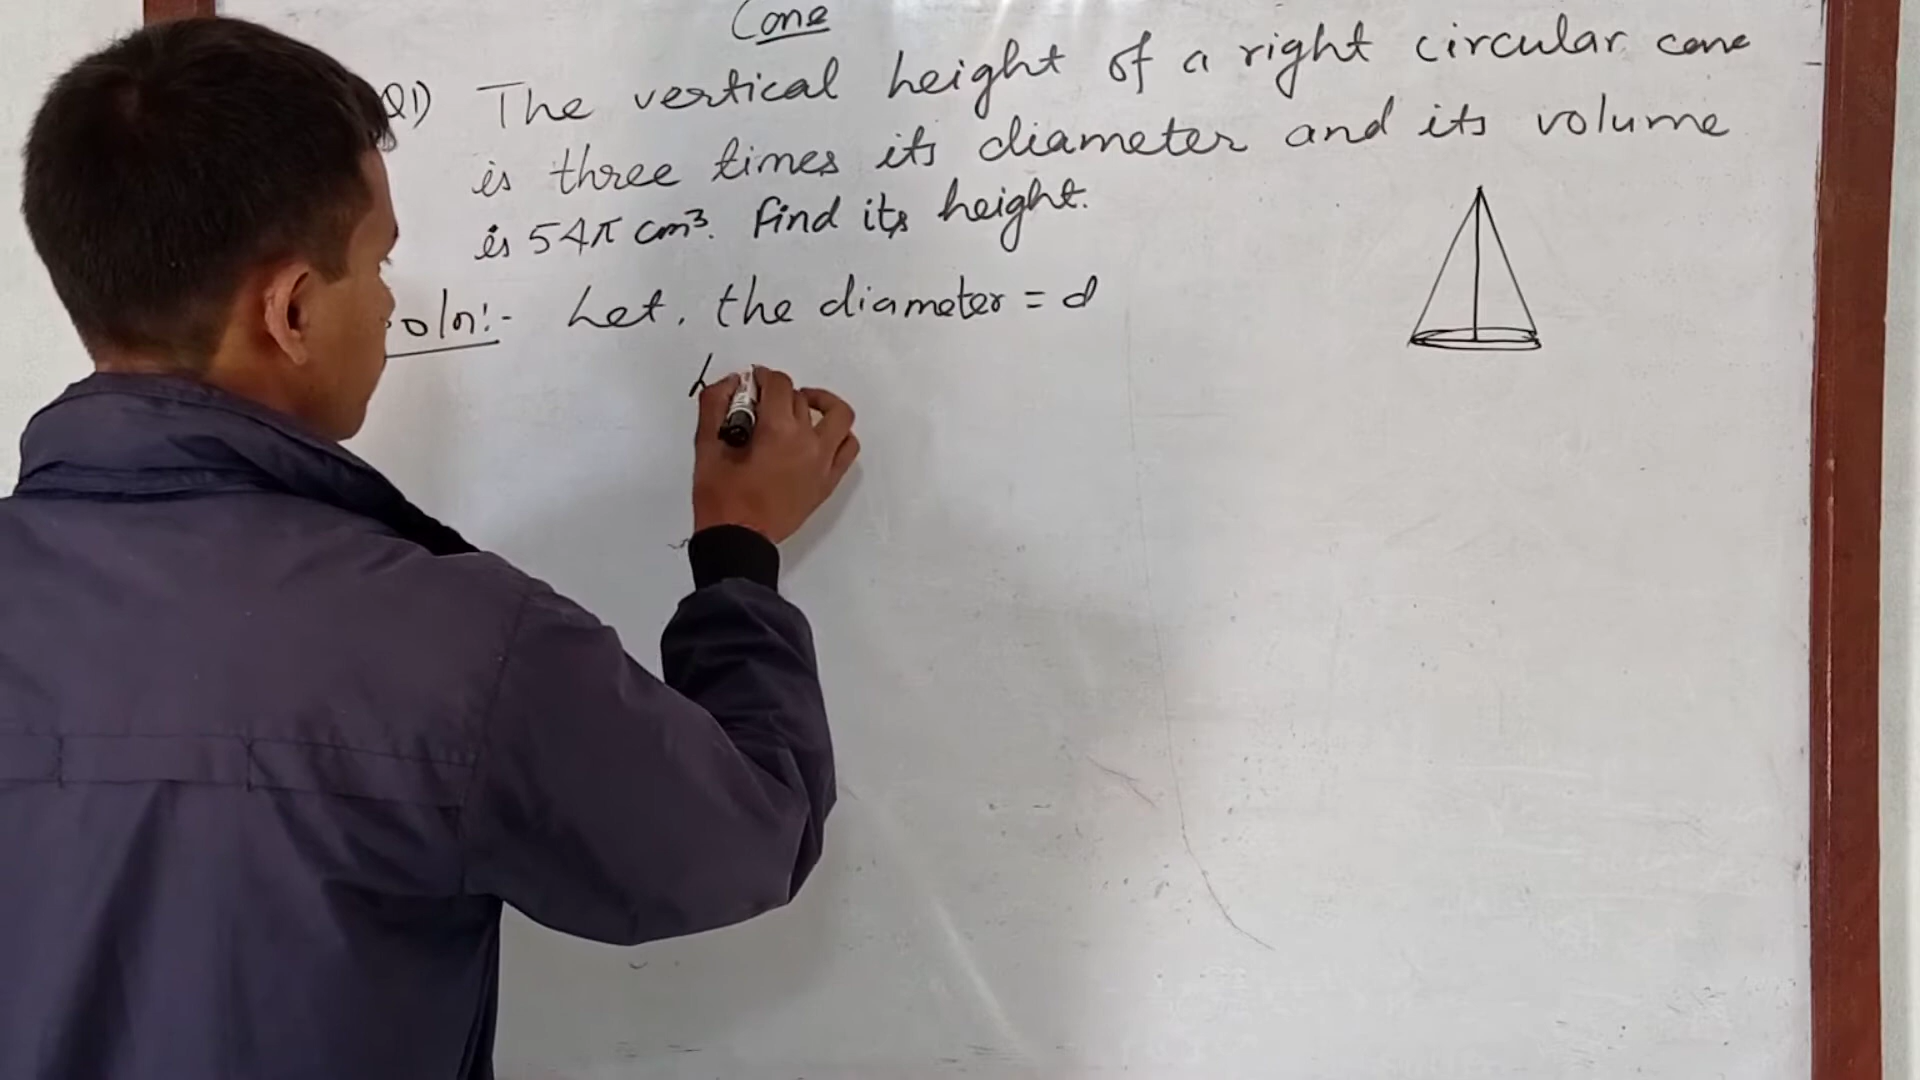 Cone
Q1) The vertical height of a right circular cone
is three times its diameter and its volume
is 54π cm³. Find its height.
Soln:- Let, the diameter = d
h